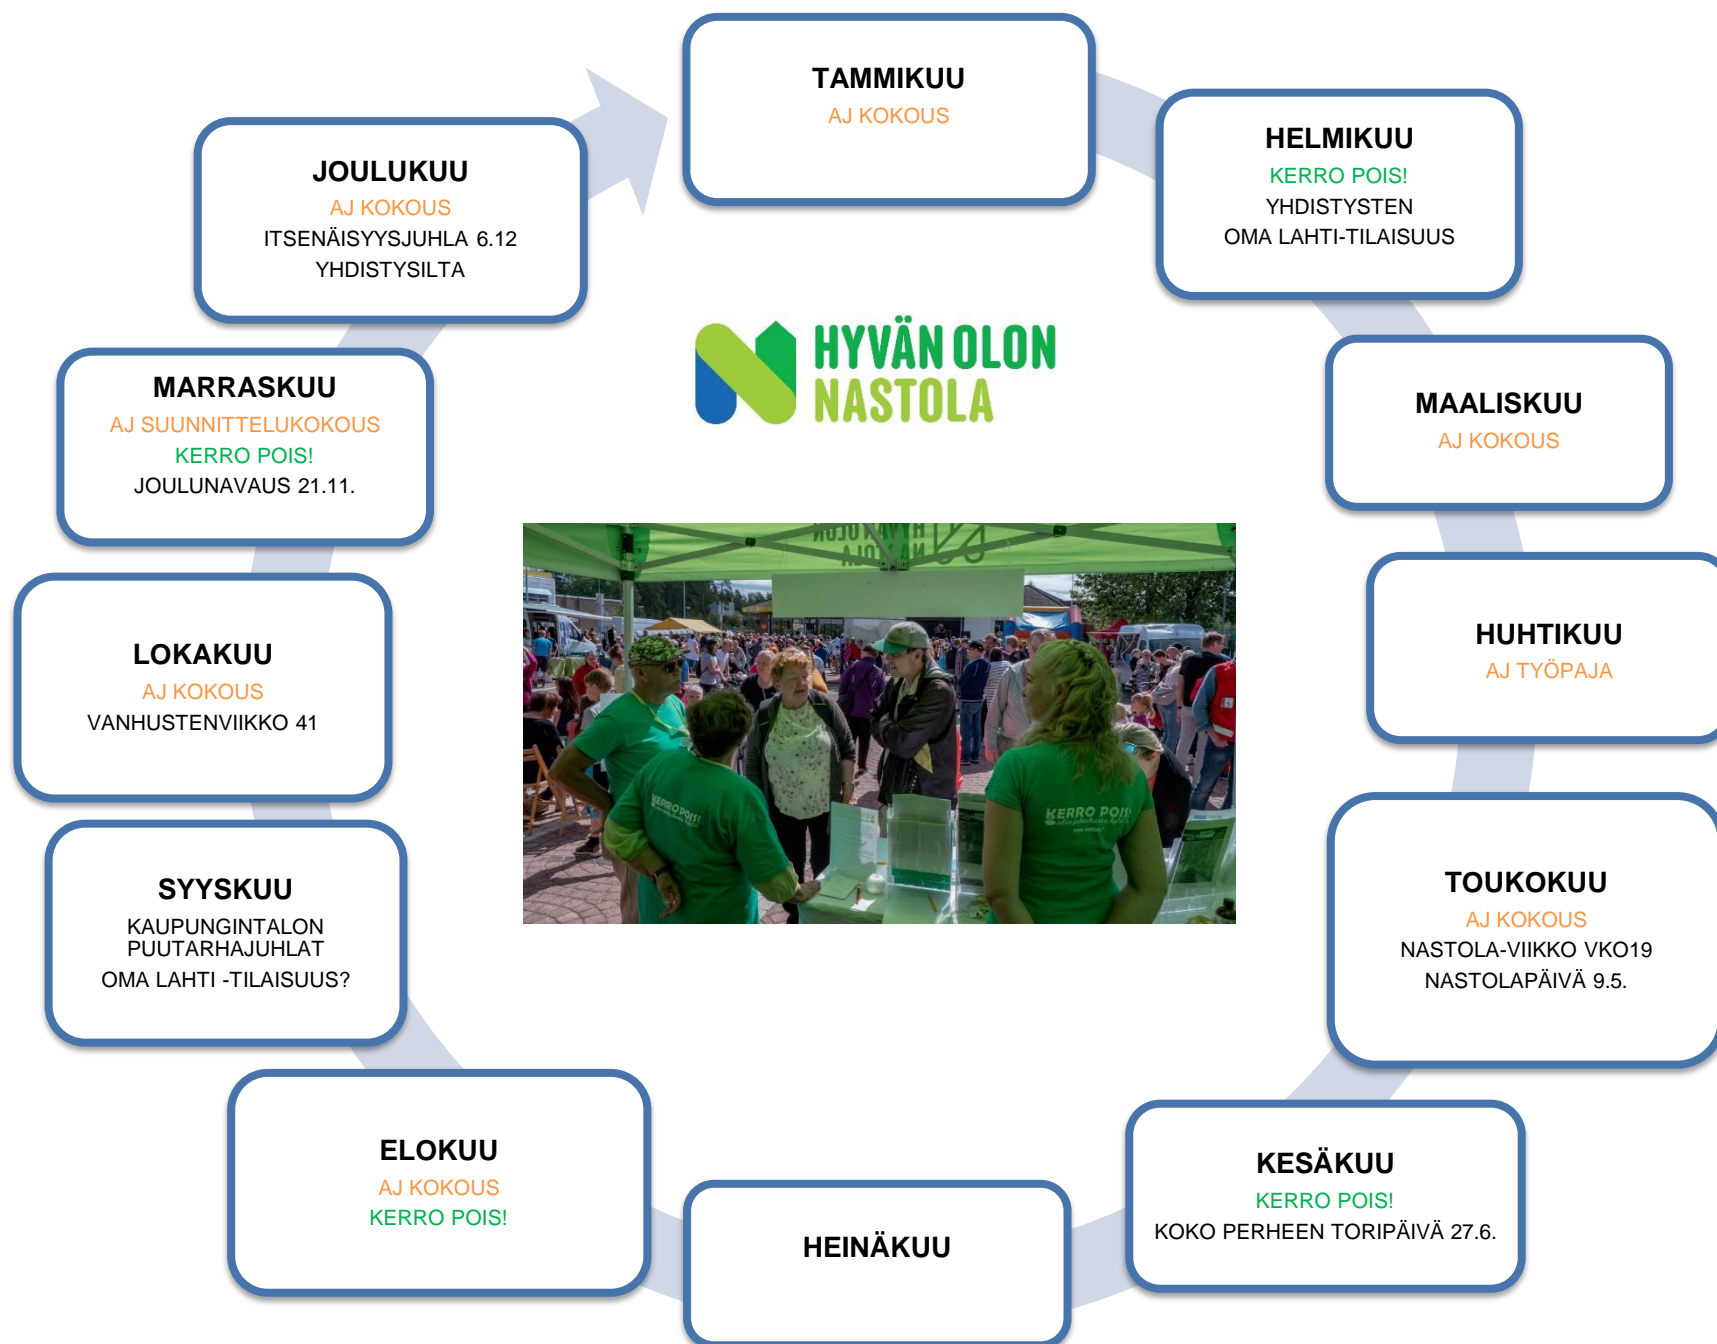 TAMMIKUU
AJ KOKOUS
HELMIKUU
KERRO POIS!
YHDISTYSTEN
OMA LAHTI-TILAISUUS
MAALISKUU
AJ KOKOUS
HUHTIKUU
AJ TYÖPAJA
TOUKOKUU
AJ KOKOUS
NASTOLA-VIIKKO VKO19
NASTOLAPÄIVÄ 9.5.
KESÄKUU
KERRO POIS!
KOKO PERHEEN TORIPÄIVÄ 27.6.
HEINÄKUU
ELOKUU
AJ KOKOUS
KERRO POIS!
SYYSKUU
KAUPUNGINTALON
PUUTARHAJUHLAT
OMA LAHTI -TILAISUUS?
LOKAKUU
AJ KOKOUS
VANHUSTENVIIKKO 41
MARRASKUU
AJ SUUNNITTELUKOKOUS
KERRO POIS!
JOULUNAVAUS 21.11.
JOULUKUU
AJ KOKOUS
ITSENÄISYYSJUHLA 6.12
YHDISTYSILTA
HYVÄN OLON
NASTOLA
HYVÄN OLON
NASTOLA
KERRO POIS!
KERRO POIS!